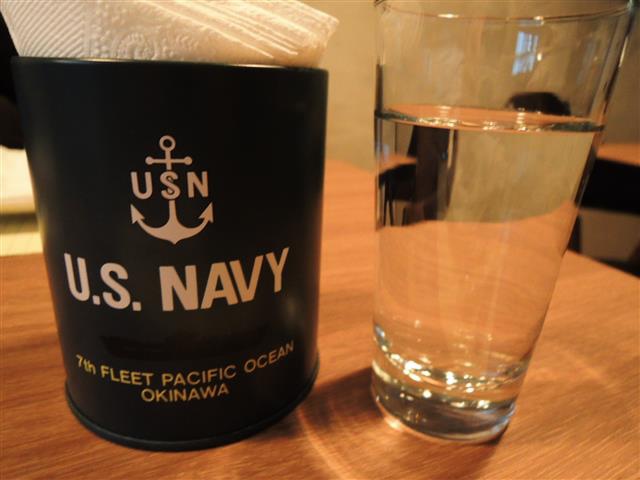 USN
U.S. NAVY
7th FLEET PACIFIC OCEAN
OKINAWA